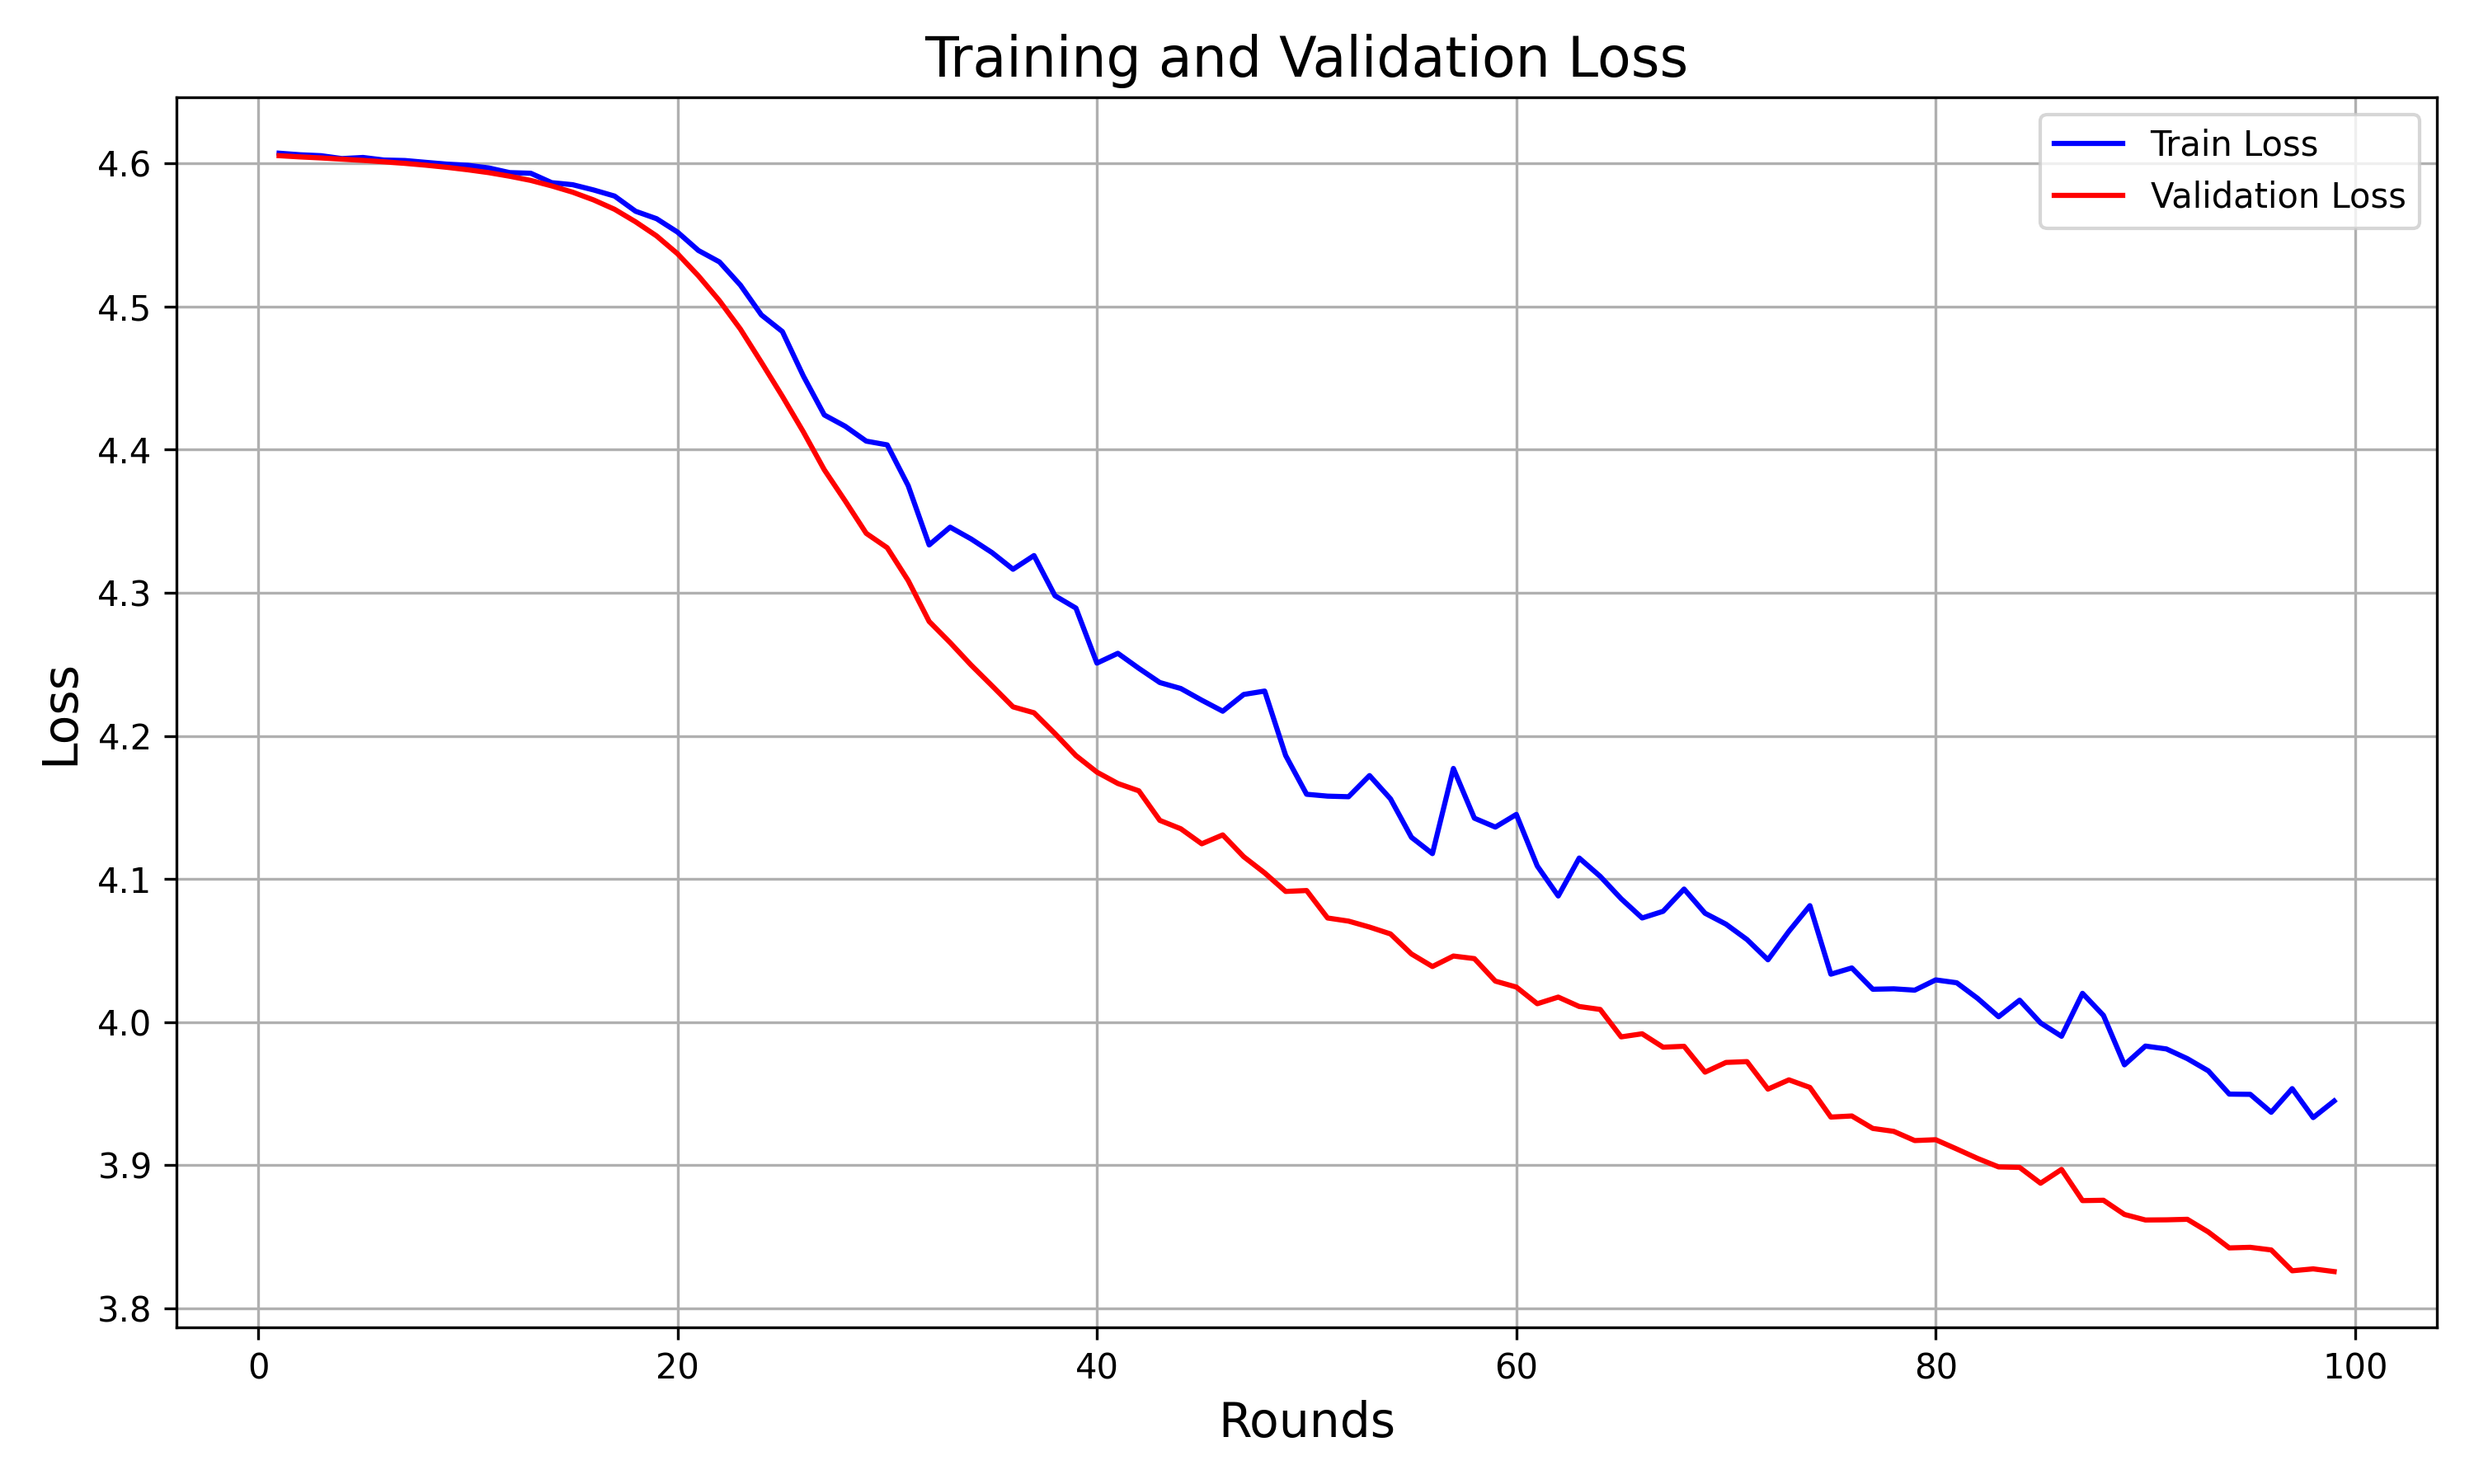 Training and Validation Loss
Train Loss
Validation Loss
4.6
4.5
4.4
4.3
4.2
4.1
4.0
3.9
3.8
Loss
0 20 40 60 80 100
Rounds